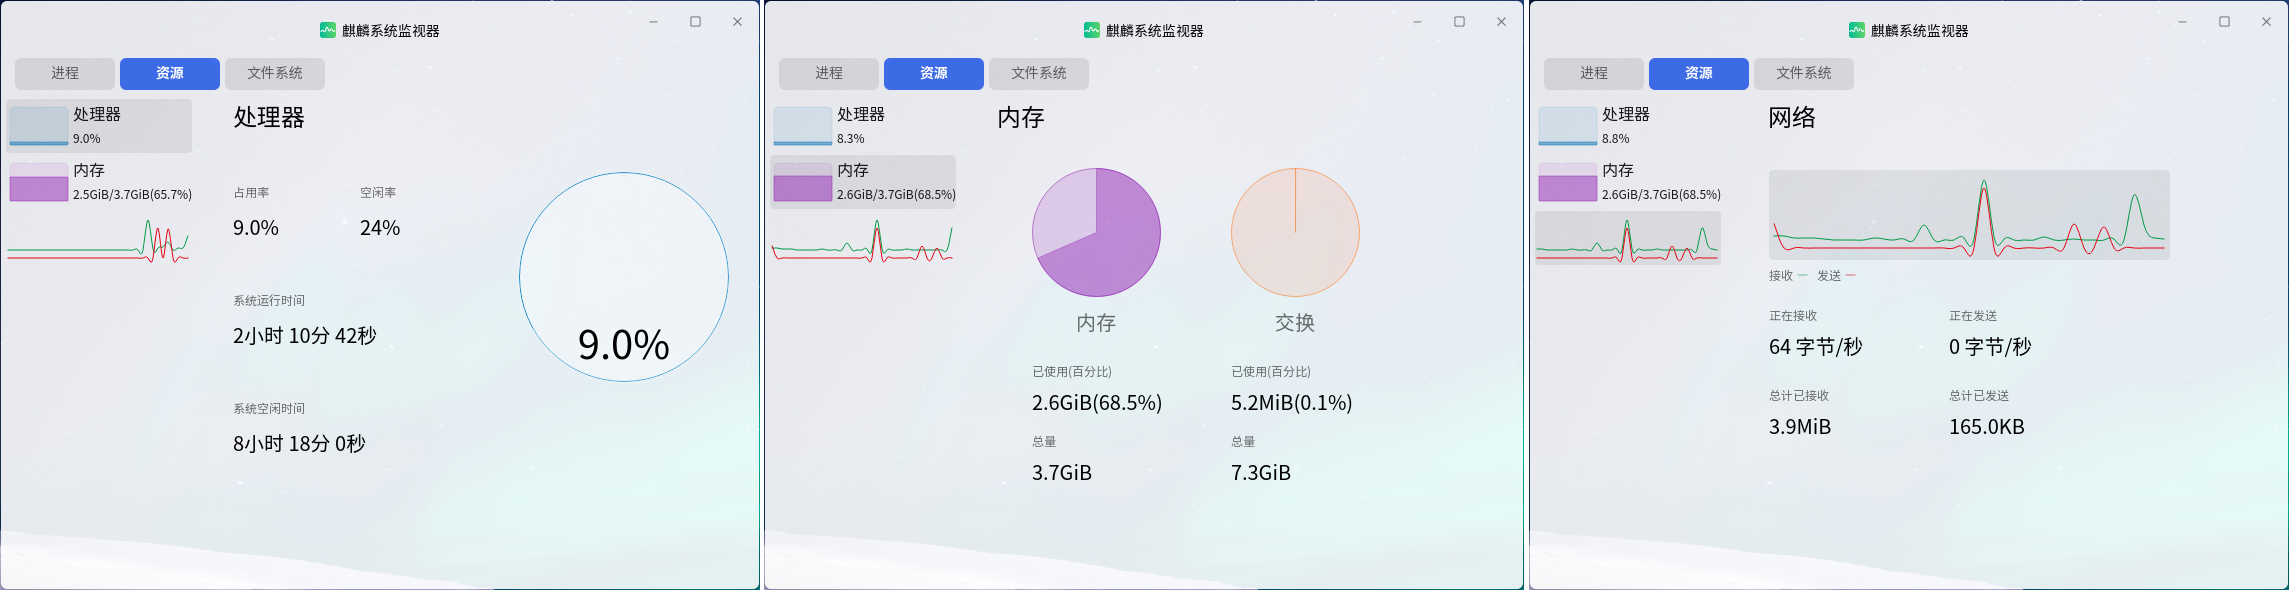 麒麟系统监视器
进程
资源
文件系统
处理器
9.0%
内存
2.5GiB/3.7GiB(65.7%)
处理器
占用率
空闲率
9.0%
24%
系统运行时间
2小时 10分 42秒
系统空闲时间
8小时 18分 0秒
9.0%
麒麟系统监视器
进程
资源
文件系统
处理器
8.3%
内存
2.6GiB/3.7GiB(68.5%)
内存
内存
交换
已使用(百分比)
已使用(百分比)
2.6GiB(68.5%)
5.2MiB(0.1%)
总量
总量
3.7GiB
7.3GiB
麒麟系统监视器
进程
资源
文件系统
处理器
8.8%
内存
2.6GiB/3.7GiB(68.5%)
网络
接收
发送
正在接收
正在发送
64 字节/秒
0 字节/秒
总计已接收
总计已发送
3.9MiB
165.0KB